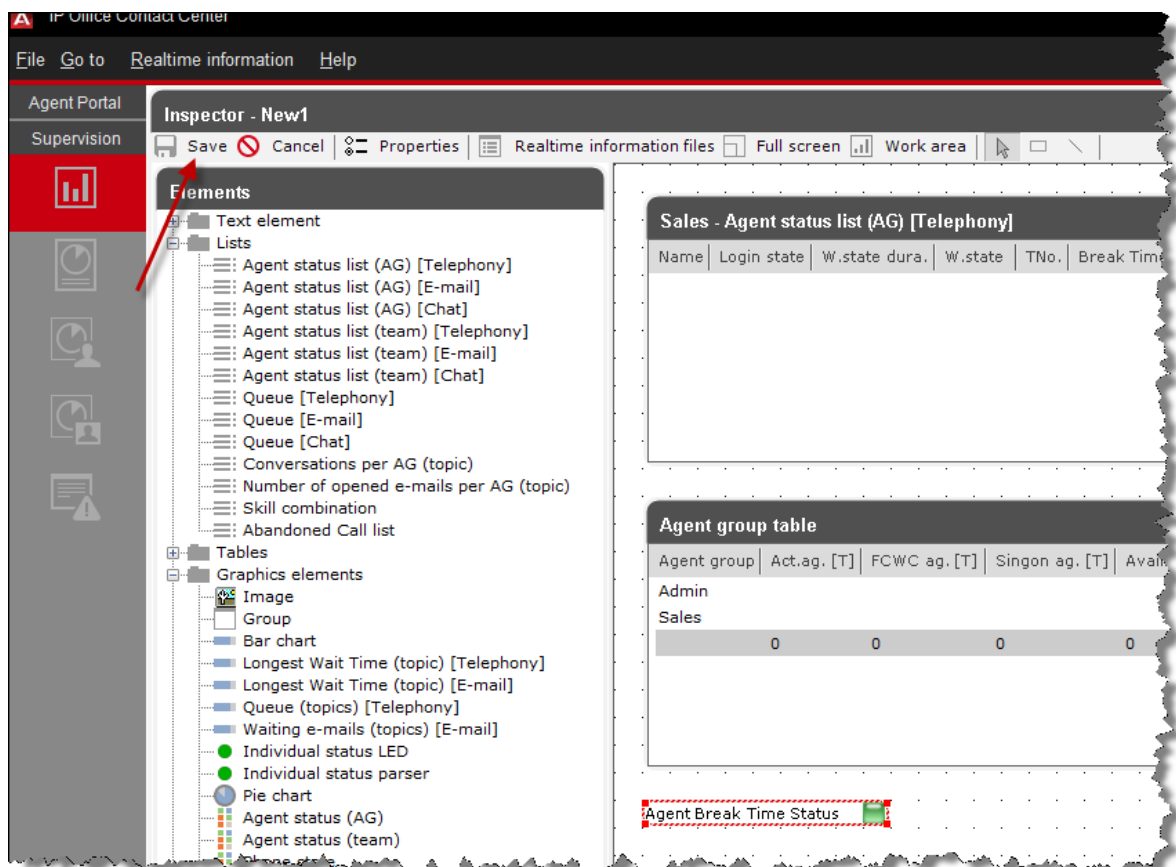 IP Office Contact Center
File Go to Realtime information Help
Agent Portal
Supervision
Inspector - New1
Save Cancel Properties Realtime information files Full screen Work area
Elements
Text element
Lists
Agent status list (AG) [Telephony]
Agent status list (AG) [E-mail]
Agent status list (AG) [Chat]
Agent status list (team) [Telephony]
Agent status list (team) [E-mail]
Agent status list (team) [Chat]
Queue [Telephony]
Queue [E-mail]
Queue [Chat]
Conversations per AG (topic)
Number of opened e-mails per AG (topic)
Skill combination
Abandoned Call list
Tables
Graphics elements
Image
Group
Bar chart
Longest Wait Time (topic) [Telephony]
Longest Wait Time (topic) [E-mail]
Queue (topics) [Telephony]
Waiting e-mails (topics) [E-mail]
Individual status LED
Individual status parser
Pie chart
Agent status (AG)
Agent status (team)
Phone state
Sales - Agent status list (AG) [Telephony]
Name Login state W.state dura. W.state TNo. Break Time
Agent group table
Agent group Act.ag. [T] FCWC ag. [T] Singon ag. [T]
Admin
Sales
0 0 0 0
Agent Break Time Status